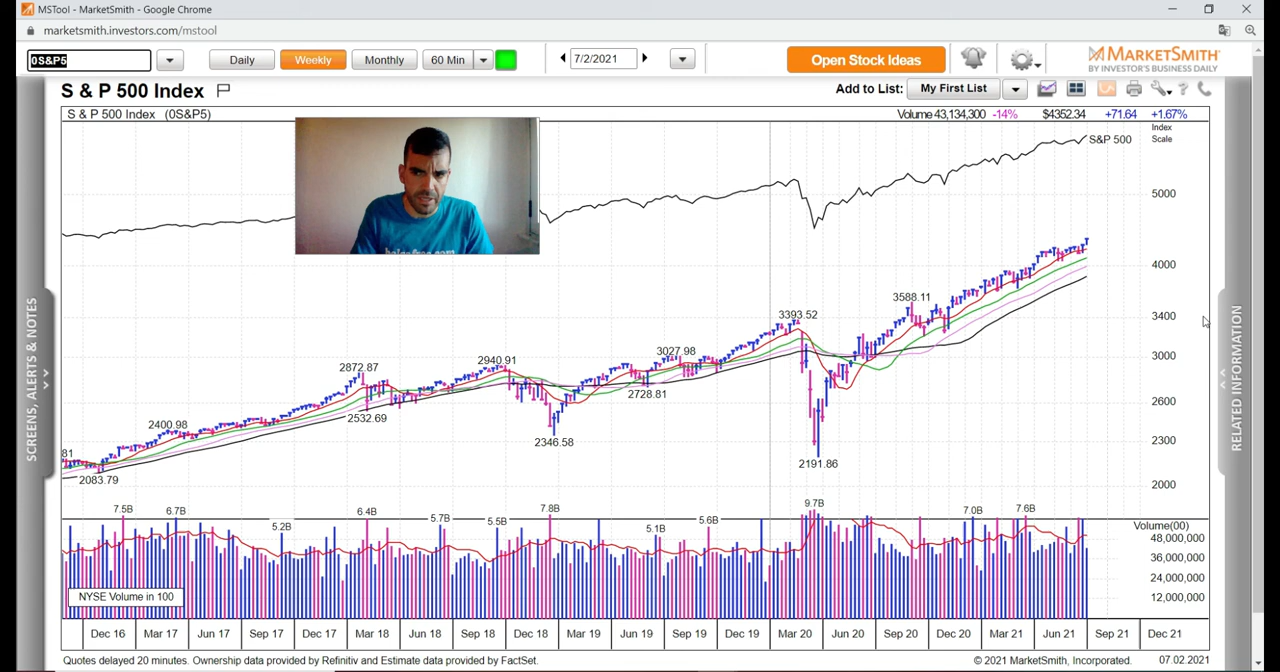 MSTool - MarketSmith - Google Chrome
marketsmith.investors.com/mstool
0S&P5 Daily Weekly Monthly 60 Min 7/2/2021 Open Stock Ideas MARKETSMITH
BY INVESTOR'S BUSINESS DAILY
S & P 500 Index Add to List: My First List
S & P 500 Index (0S&P5) Volume 43,134,300 -14% $4352.34 +71.64 +1.67%
Index
Scale
S&P 500
5000
4000
3588.11
3393.52 3400
3027.98 3000
2940.91
2872.87
2728.81 2600
2532.69
2400.98
2346.58 2300
81
2191.86
2083.79 2000
SCREENS, ALERTS & NOTES
RELATED INFORMATION
7.5B 6.7B 5.2B 6.4B 5.7B 5.5B 7.8B 5.1B 5.6B 9.7B 7.0B 7.6B
Volume(00)
48,000,000
36,000,000
24,000,000
12,000,000
NYSE Volume in 100
Dec 16 Mar 17 Jun 17 Sep 17 Dec 17 Mar 18 Jun 18 Sep 18 Dec 18 Mar 19 Jun 19 Sep 19 Dec 19 Mar 20 Jun 20 Sep 20 Dec 20 Mar 21 Jun 21 Sep 21 Dec 21
Quotes delayed 20 minutes. Ownership data provided by Refinitiv and Estimate data provided by FactSet. © 2021 MarketSmith, Incorporated. 07.02.2021